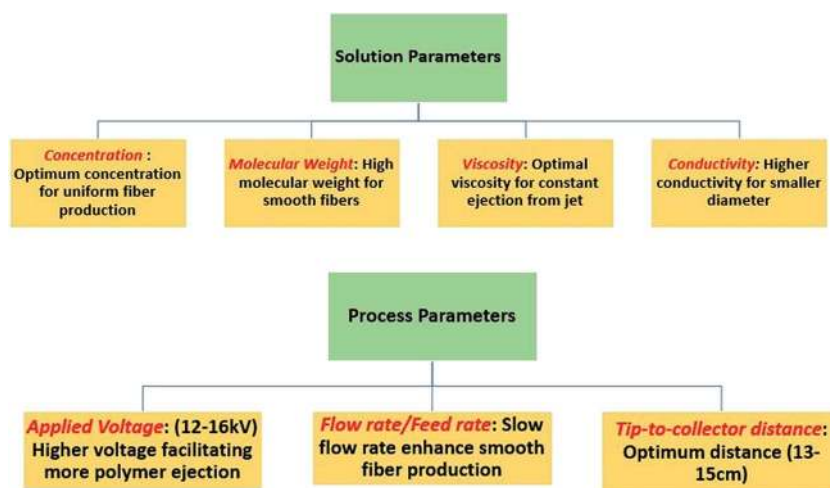 Solution Parameters
Concentration :
Optimum concentration
for uniform fiber
production
Molecular Weight: High
molecular weight for
smooth fibers
Viscosity: Optimal
viscosity for constant
ejection from jet
Conductivity: Higher
conductivity for smaller
diameter
Process Parameters
Applied Voltage: (12-16kV)
Higher voltage facilitating
more polymer ejection
Flow rate/Feed rate: Slow
flow rate enhance smooth
fiber production
Tip-to-collector distance:
Optimum distance (13-
15cm)